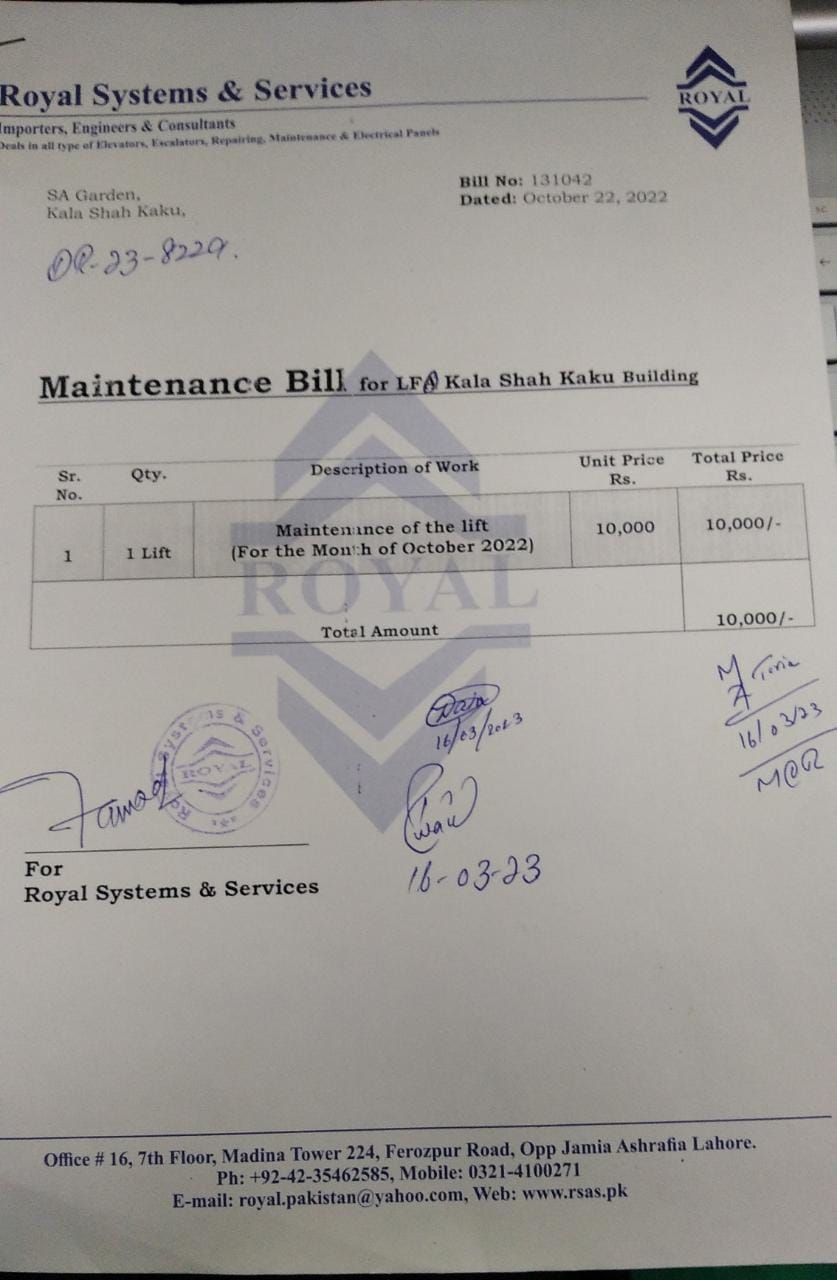 Royal Systems & Services
ROYAL
Importers, Engineers & Consultants
Deals in all type of Elevators, Escalators, Repairing, Maintenance & Electrical Panels
SA Garden,
Kala Shah Kaku,
Bill No: 131042
Dated: October 22, 2022
DR-23-8229.
Maintenance Bill for LFA Kala Shah Kaku Building
Sr. No. Qty. Description of Work Unit Price Rs. Total Price Rs.
1 1 Lift Maintenance of the lift (For the Month of October 2022) 10,000 10,000/-
Total Amount 10,000/-
ROYAL
Royal Systems & Services
ROYAL
16/03/2023
16/03/23
16-03-23
For
Royal Systems & Services
Office # 16, 7th Floor, Madina Tower 224, Ferozpur Road, Opp Jamia Ashrafia Lahore.
Ph: +92-42-35462585, Mobile: 0321-4100271
E-mail: royal.pakistan@yahoo.com, Web: www.rsas.pk